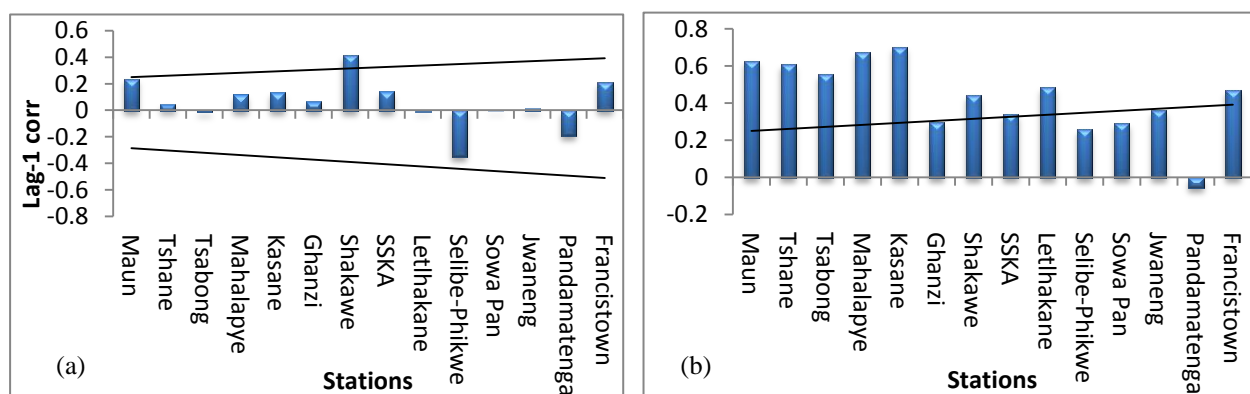 0.6
0.4
0.2
0
-0.2
-0.4
-0.6
-0.8
Lag-1 corr
Maun
Tshane
Tsabong
Mahalapye
Kasane
Ghanzi
Shakawe
SSKA
Letlhakane
Selibe-Phikwe
Sowa Pan
Jwaneng
Pandamatenga
Francistown
(a)
Stations
0.8
0.6
0.4
0.2
0
-0.2
Maun
Tshane
Tsabong
Mahalapye
Kasane
Ghanzi
Shakawe
SSKA
Letlhakane
Selibe-Phikwe
Sowa Pan
Jwaneng
Pandamatenga
Francistown
(b)
Stations